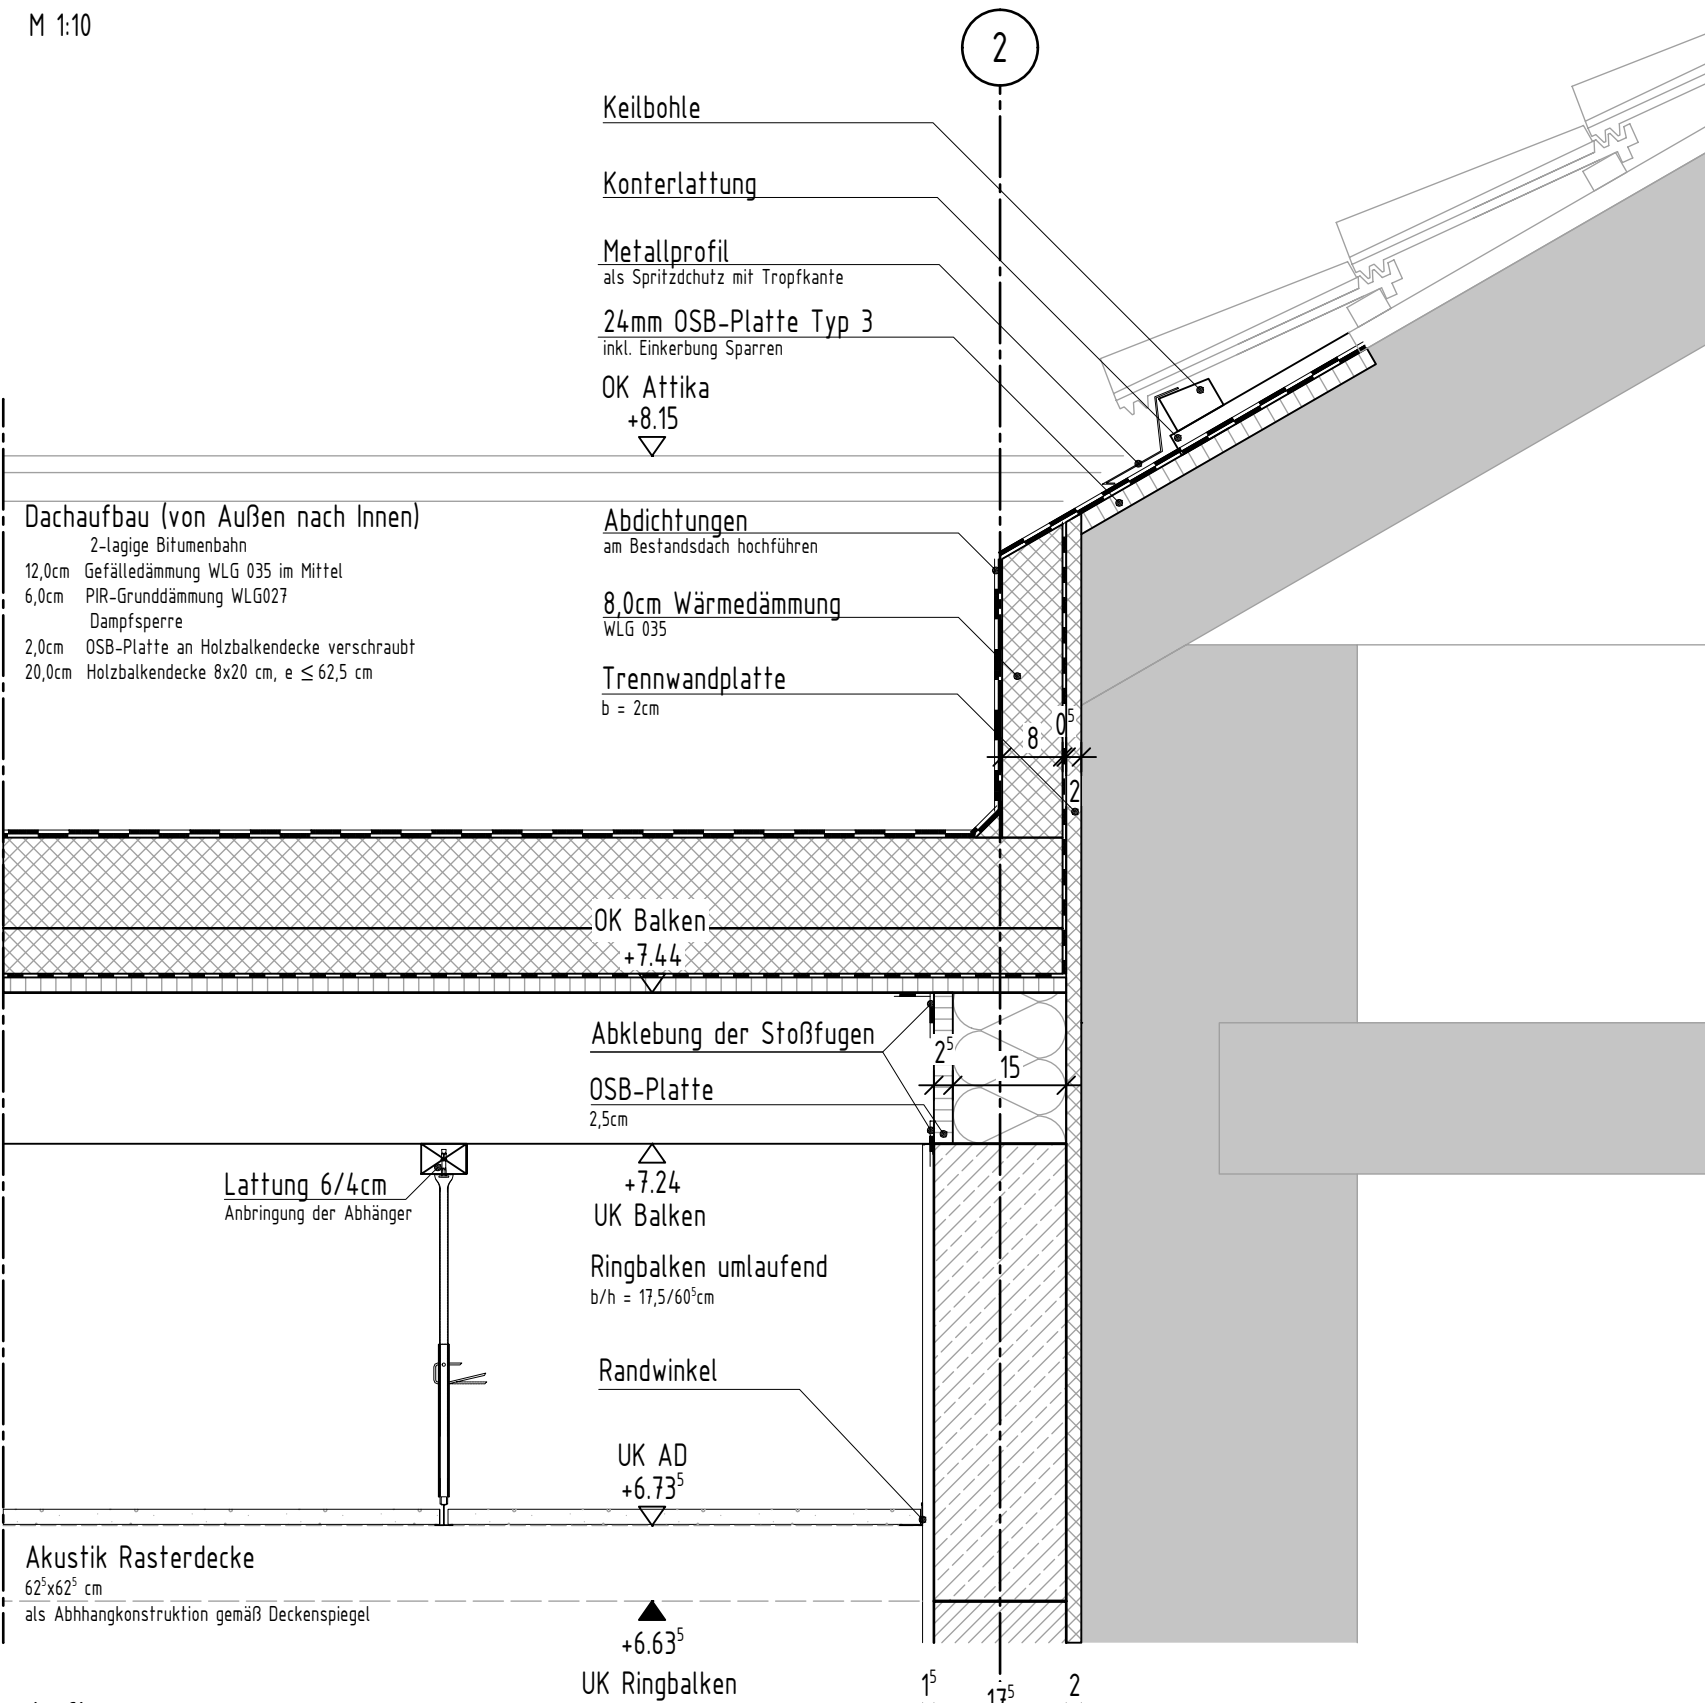 M 1:10
2
Keilbohle
Konterlattung
Metallprofil
als Spritzdchutz mit Tropfkante
24mm OSB-Platte Typ 3
inkl. Einkerbung Sparren
OK Attika
+8.15
Dachaufbau (von Außen nach Innen)
2-lagige Bitumenbahn
12,0cm Gefälledämmung WLG 035 im Mittel
6,0cm PIR-Grunddämmung WLG027
Dampfsperre
2,0cm OSB-Platte an Holzbalkendecke verschraubt
20,0cm Holzbalkendecke 8x20 cm, e ≤ 62,5 cm
Abdichtungen
am Bestandsdach hochführen
8,0cm Wärmedämmung
WLG 035
Trennwandplatte
b = 2cm
8
0⁵
2
OK Balken
+7.44
Abklebung der Stoßfugen
2⁵
15
OSB-Platte
2,5cm
Lattung 6/4cm
Anbringung der Abhänger
+7.24
UK Balken
Ringbalken umlaufend
b/h = 17,5/60⁵cm
Randwinkel
UK AD
+6.73⁵
Akustik Rasterdecke
62⁵x62⁵ cm
als Abhhangkonstruktion gemäß Deckenspiegel
+6.63⁵
UK Ringbalken
1⁵
17⁵
2